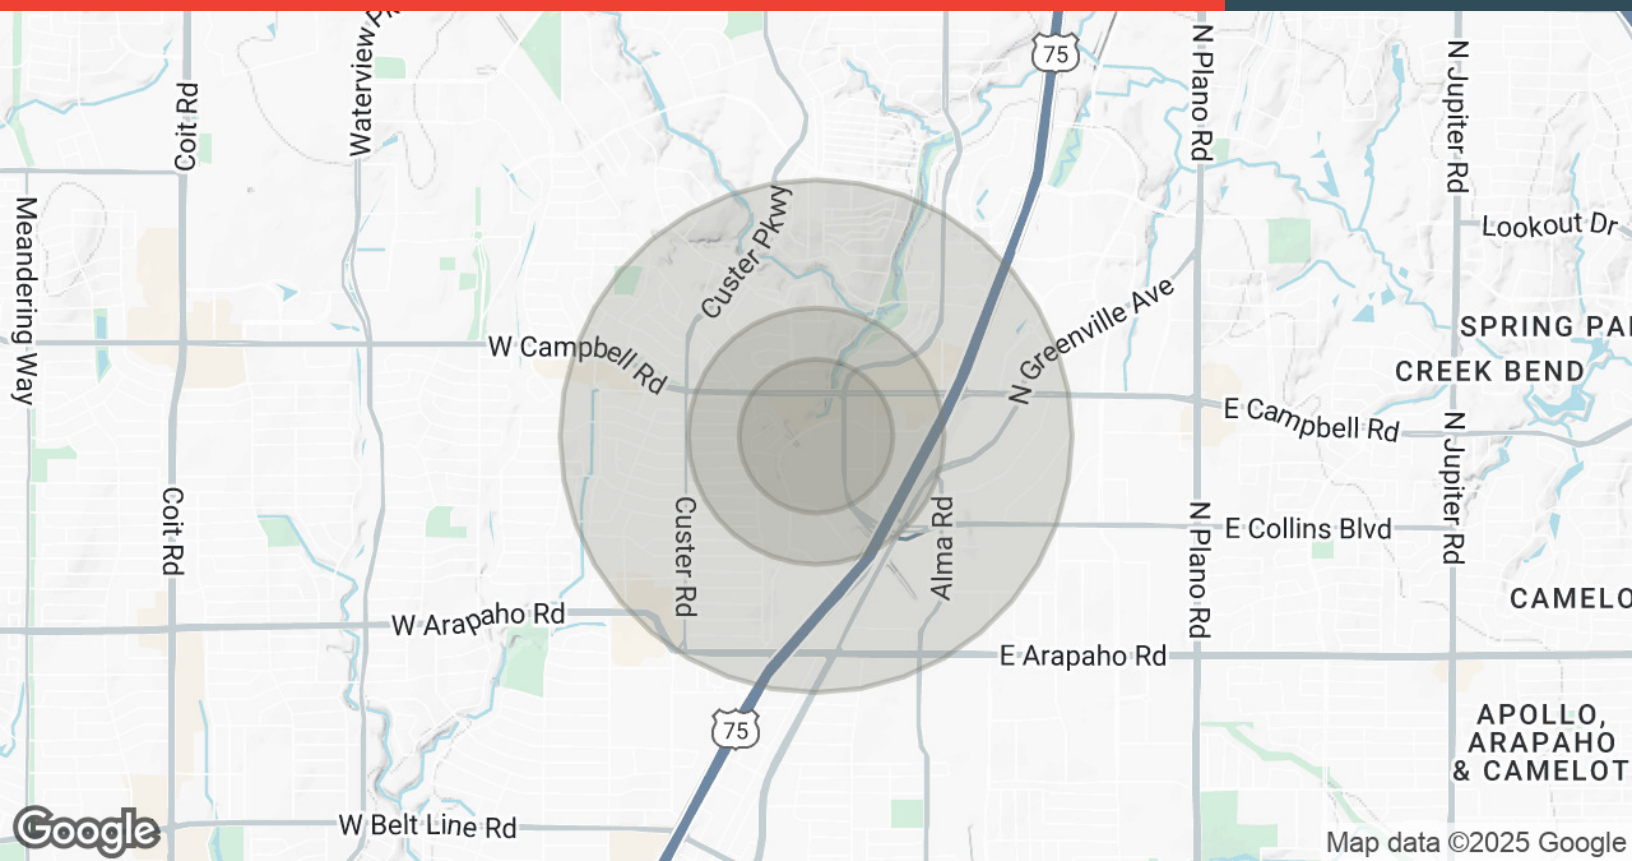 Waterview Pk
75
N Plano Rd
N Jupiter Rd
Coit Rd
Meandering Way
Custer Pkwy
Lookout Dr
N Greenville Ave
SPRING PA
W Campbell Rd
CREEK BEND
E Campbell Rd
N Jupiter Rd
Coit Rd
Custer Rd
Alma Rd
N Plano Rd
E Collins Blvd
CAMELO
W Arapaho Rd
E Arapaho Rd
75
APOLLO,
ARAPAHO
& CAMELOT
W Belt Line Rd
Google
Map data ©2025 Google